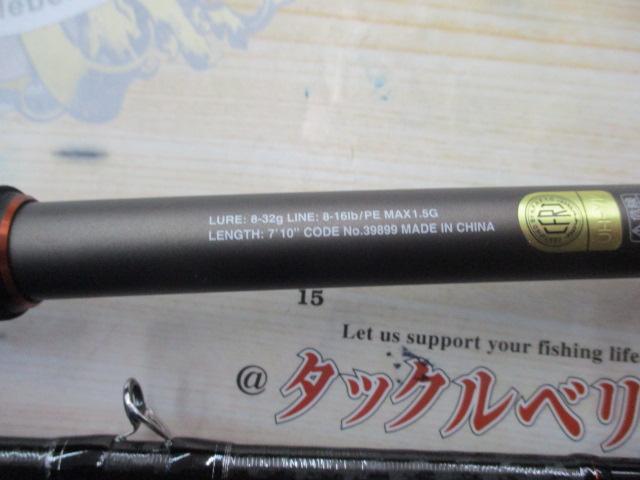 LURE: 8-32g LINE: 8-16lb/PE MAX1.5G
LENGTH: 7'10" CODE No.39899 MADE IN CHINA
15
Let us support your fishing life.
@タックルベリ